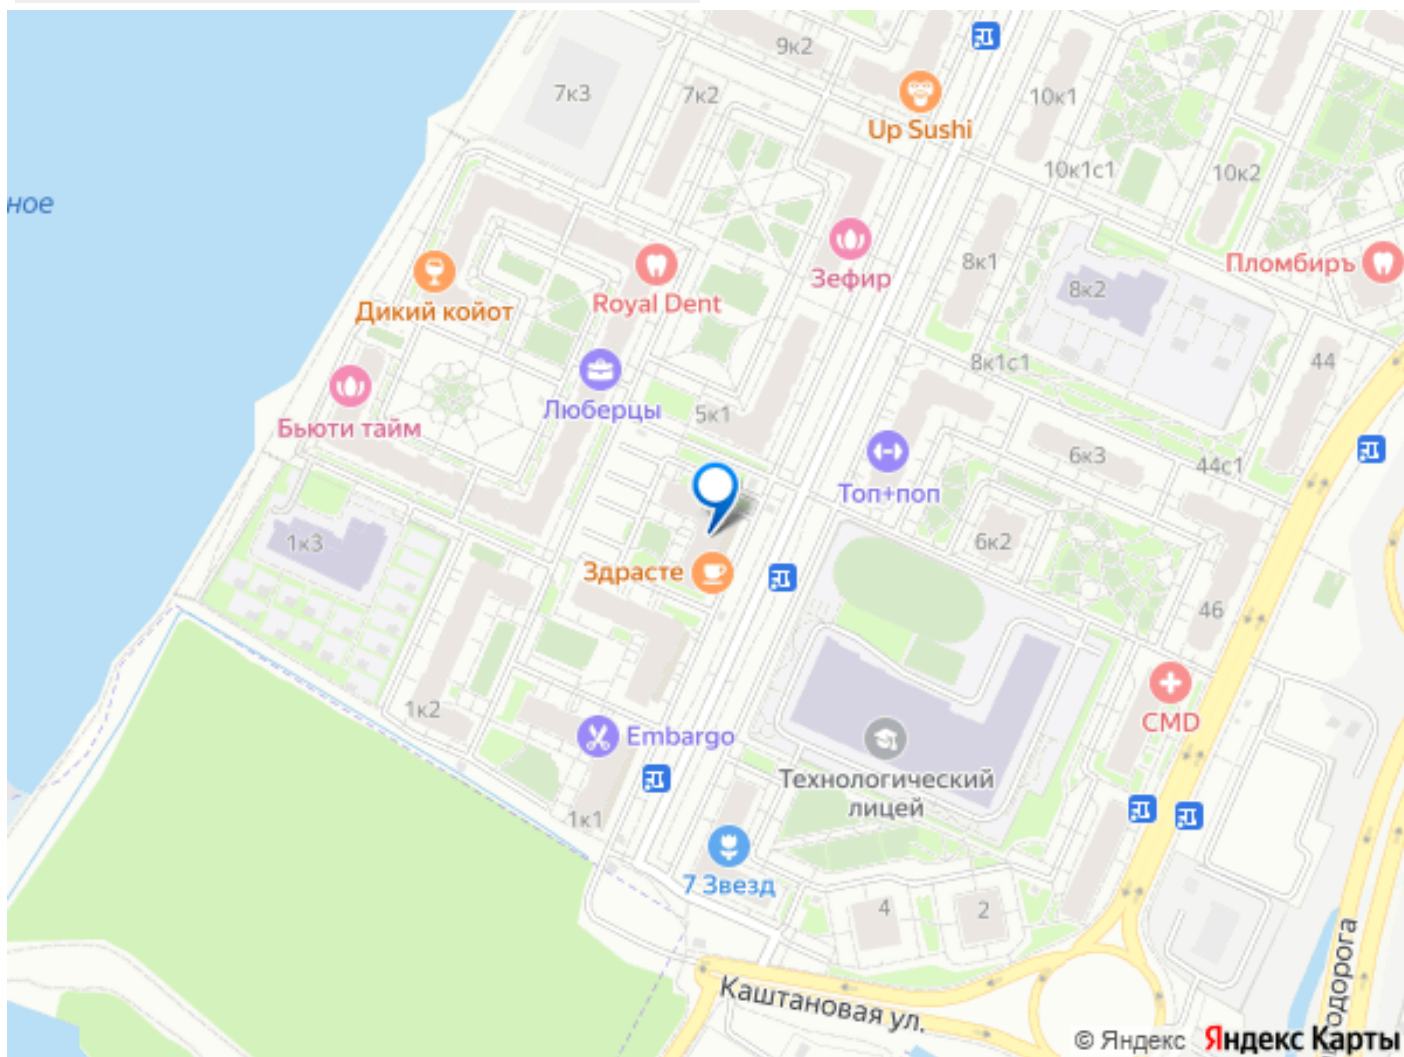 9к2
7к3
7к2
10к1
Up Sushi
10к1с1
10к2
ное
Зефир
8к1
Пломбиръ
8к2
Royal Dent
Дикий койот
8к1с1
44
Люберцы
5к1
Бьюти тайм
6к3
44с1
Топ+поп
1к3
6к2
Здрасте
46
1к2
CMD
Embargo
Технологический
лицей
1к1
7 Звезд
4
2
Каштановая ул.
одорога
© Яндекс Яндекс Карты